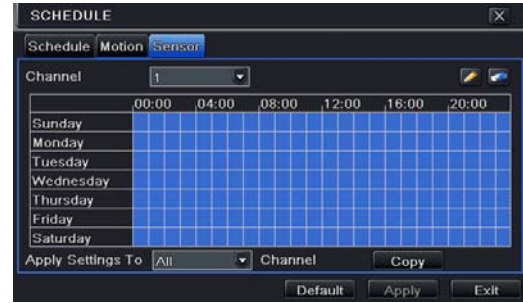 SCHEDULE
Schedule Motion Sensor
Channel 1
00:00 04:00 08:00 12:00 16:00 20:00
Sunday
Monday
Tuesday
Wednesday
Thursday
Friday
Saturday
Apply Settings To All Channel Copy
Default Apply Exit